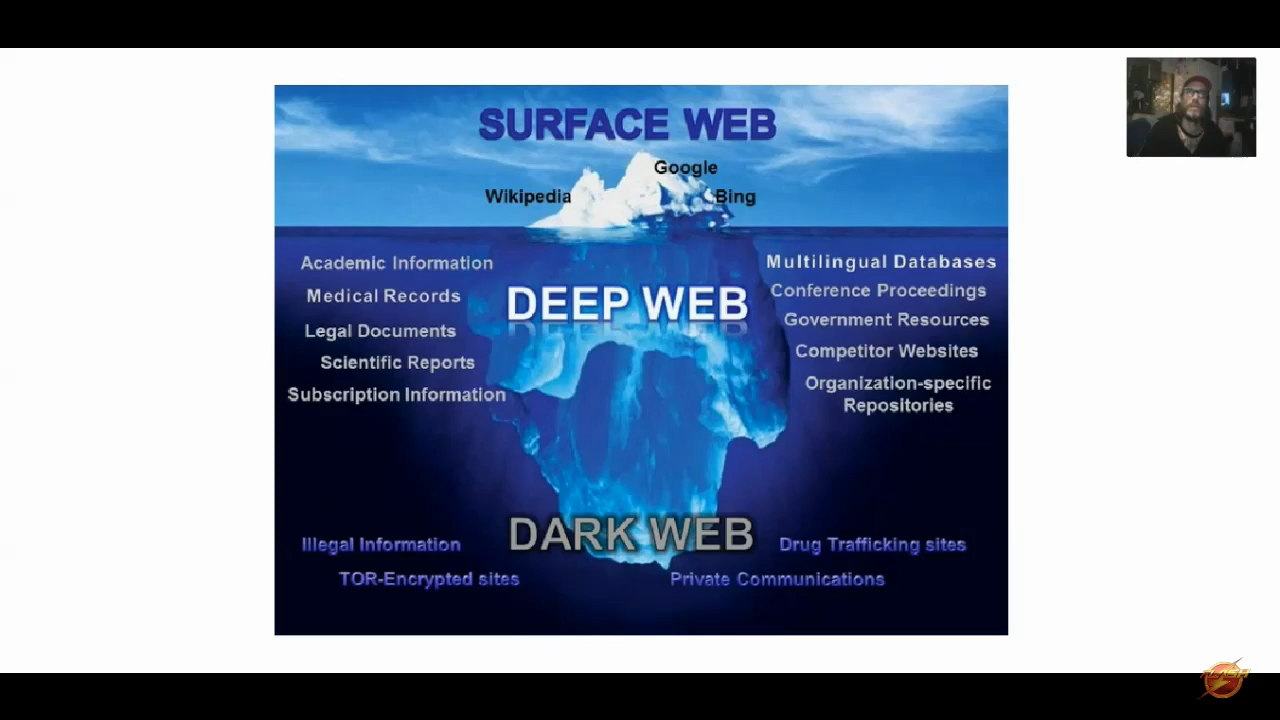 SURFACE WEB
Google
Wikipedia
Bing
Academic Information
Medical Records
Legal Documents
Scientific Reports
Subscription Information
DEEP WEB
Multilingual Databases
Conference Proceedings
Government Resources
Competitor Websites
Organization-specific
Repositories
DARK WEB
Illegal Information
TOR-Encrypted sites
Drug Trafficking sites
Private Communications